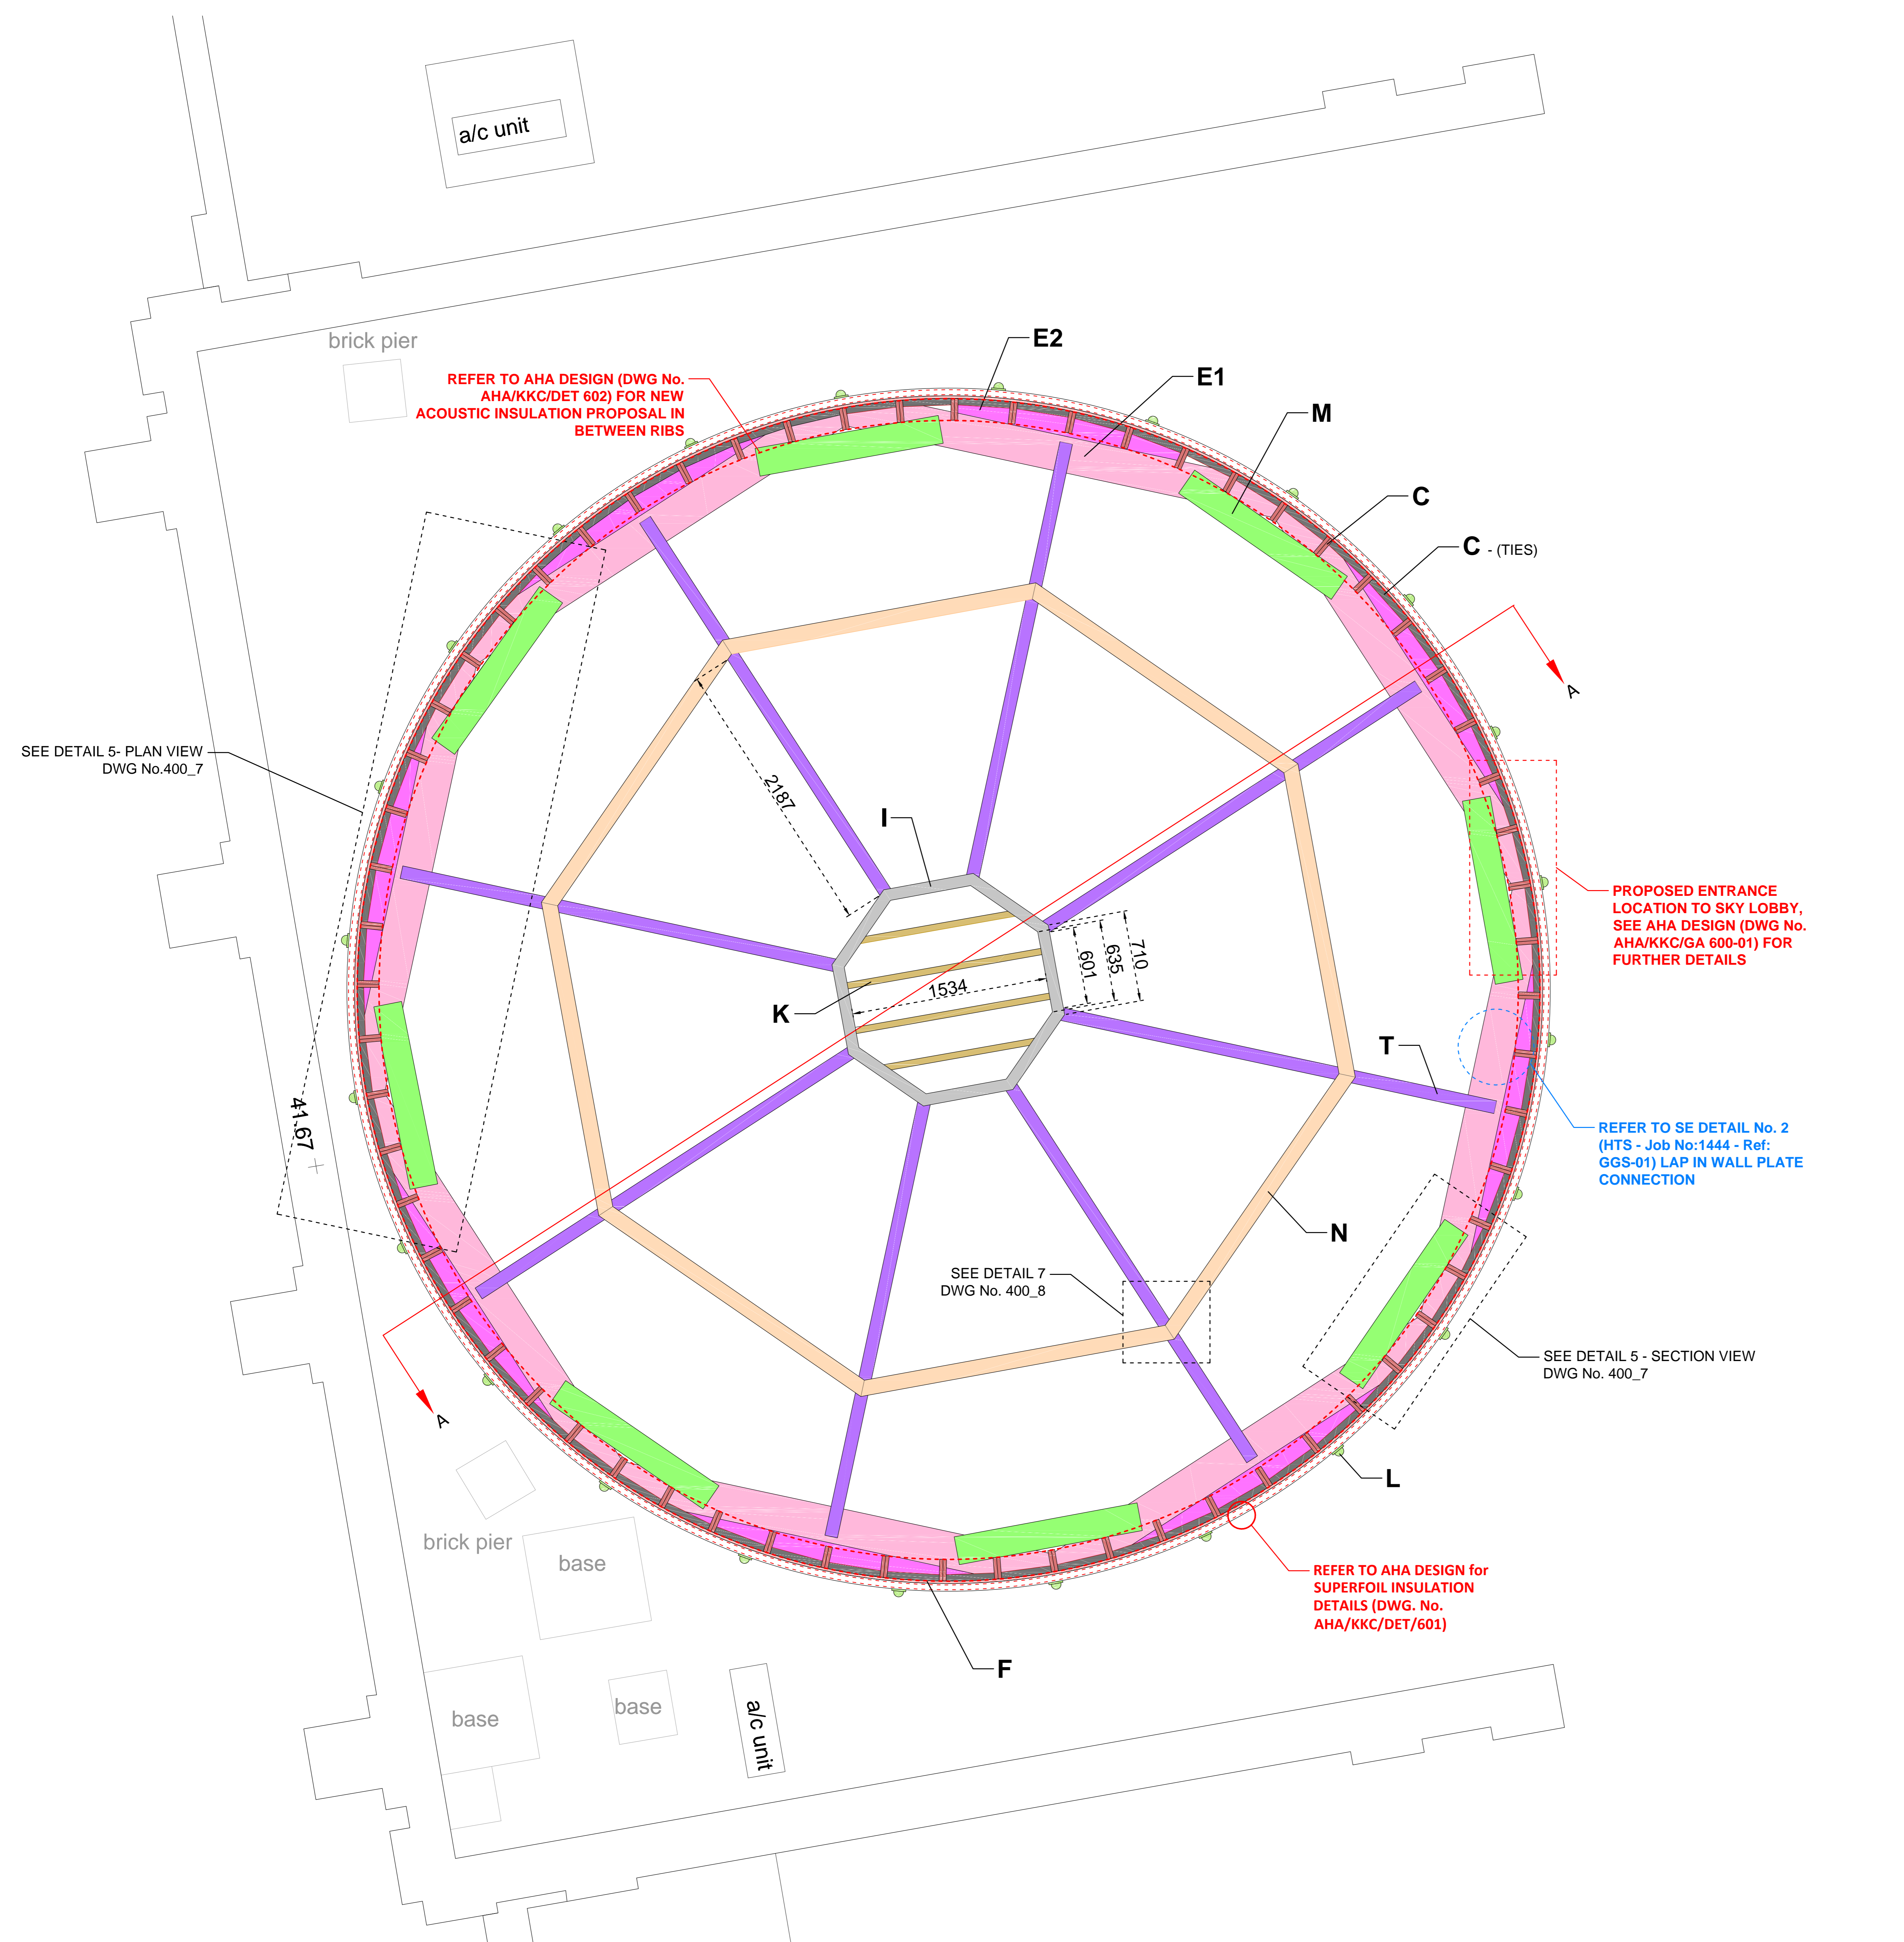 a/c unit
brick pier
E2
E1
REFER TO AHA DESIGN (DWG No.
AHA/KKC/DET 602) FOR NEW
ACOUSTIC INSULATION PROPOSAL IN
BETWEEN RIBS
M
C
C - (TIES)
A
SEE DETAIL 5- PLAN VIEW
DWG No.400_7
2187
I
PROPOSED ENTRANCE
LOCATION TO SKY LOBBY,
SEE AHA DESIGN (DWG No.
AHA/KKC/GA 600-01) FOR
FURTHER DETAILS
601
635
710
1534
K
T
41.67
REFER TO SE DETAIL No. 2
(HTS - Job No:1444 - Ref:
GGS-01) LAP IN WALL PLATE
CONNECTION
N
SEE DETAIL 7
DWG No. 400_8
SEE DETAIL 5 - SECTION VIEW
DWG No. 400_7
A
L
brick pier
base
REFER TO AHA DESIGN for
SUPERFOIL INSULATION
DETAILS (DWG. No.
AHA/KKC/DET/601)
F
base
base
a/c unit